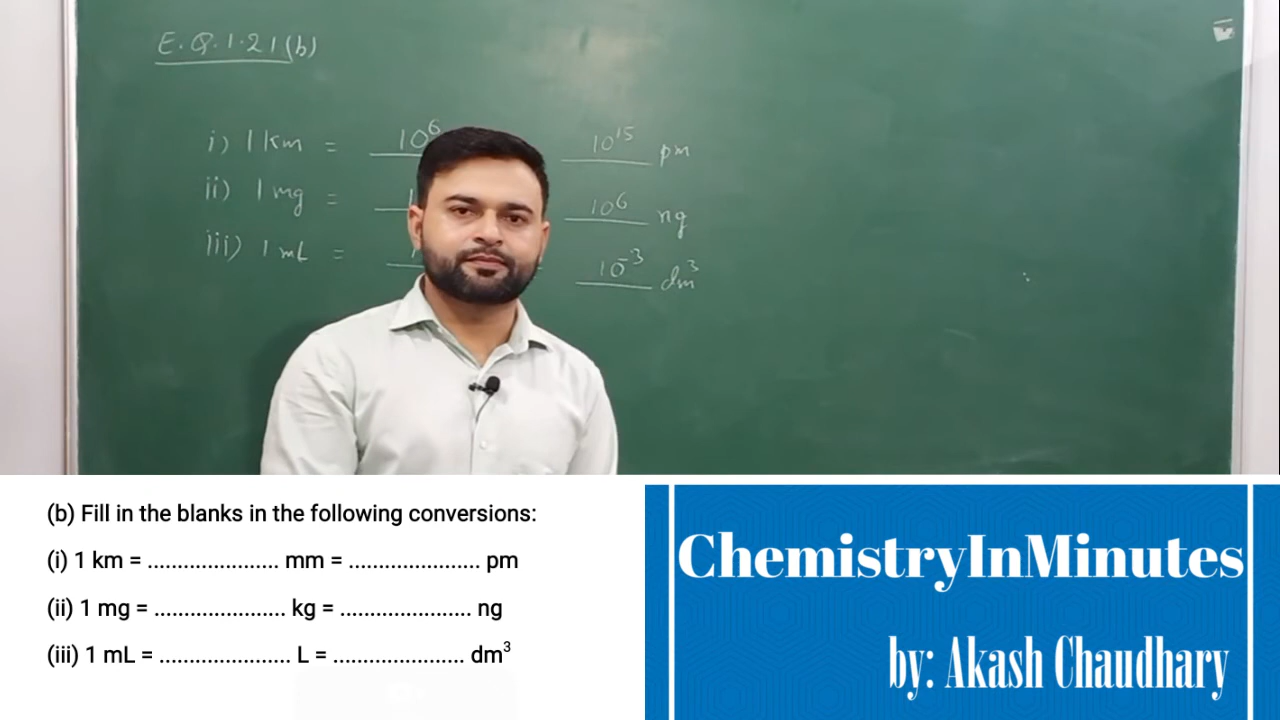 E.Q.1.21(b)
i) 1 km = 10⁶ 10¹⁵ pm
ii) 1 mg = 10⁶ ng
iii) 1 mL = = 10⁻³ dm³
(b) Fill in the blanks in the following conversions:
(i) 1 km = ...................... mm = ...................... pm
(ii) 1 mg = ...................... kg = ...................... ng
(iii) 1 mL = ...................... L = ...................... dm³
ChemistryInMinutes
by: Akash Chaudhary